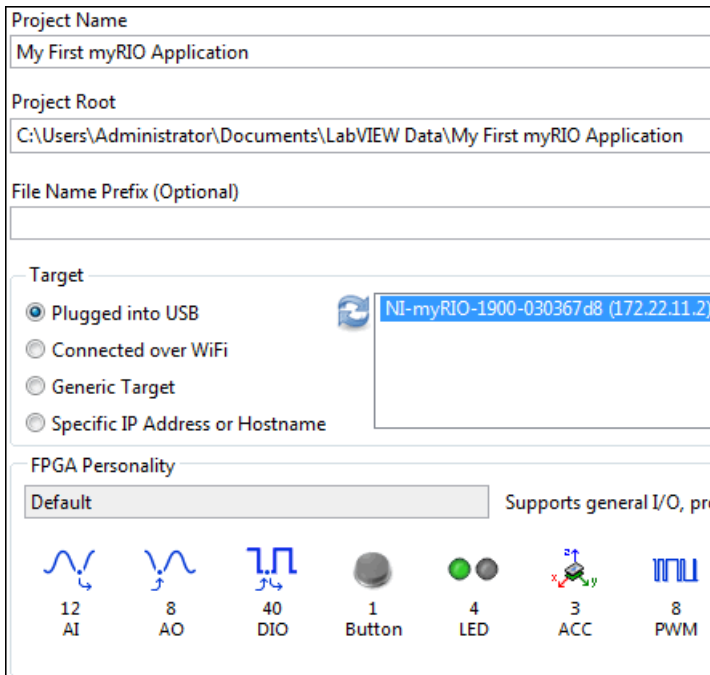 Project Name
My First myRIO Application
Project Root
C:\Users\Administrator\Documents\LabVIEW Data\My First myRIO Application
File Name Prefix (Optional)
Target
Plugged into USB
NI-myRIO-1900-030367d8 (172.22.11.2)
Connected over WiFi
Generic Target
Specific IP Address or Hostname
FPGA Personality
Default
Supports general I/O, pr
z
x y
12 8 40 1 4 3 8
AI AO DIO Button LED ACC PWM